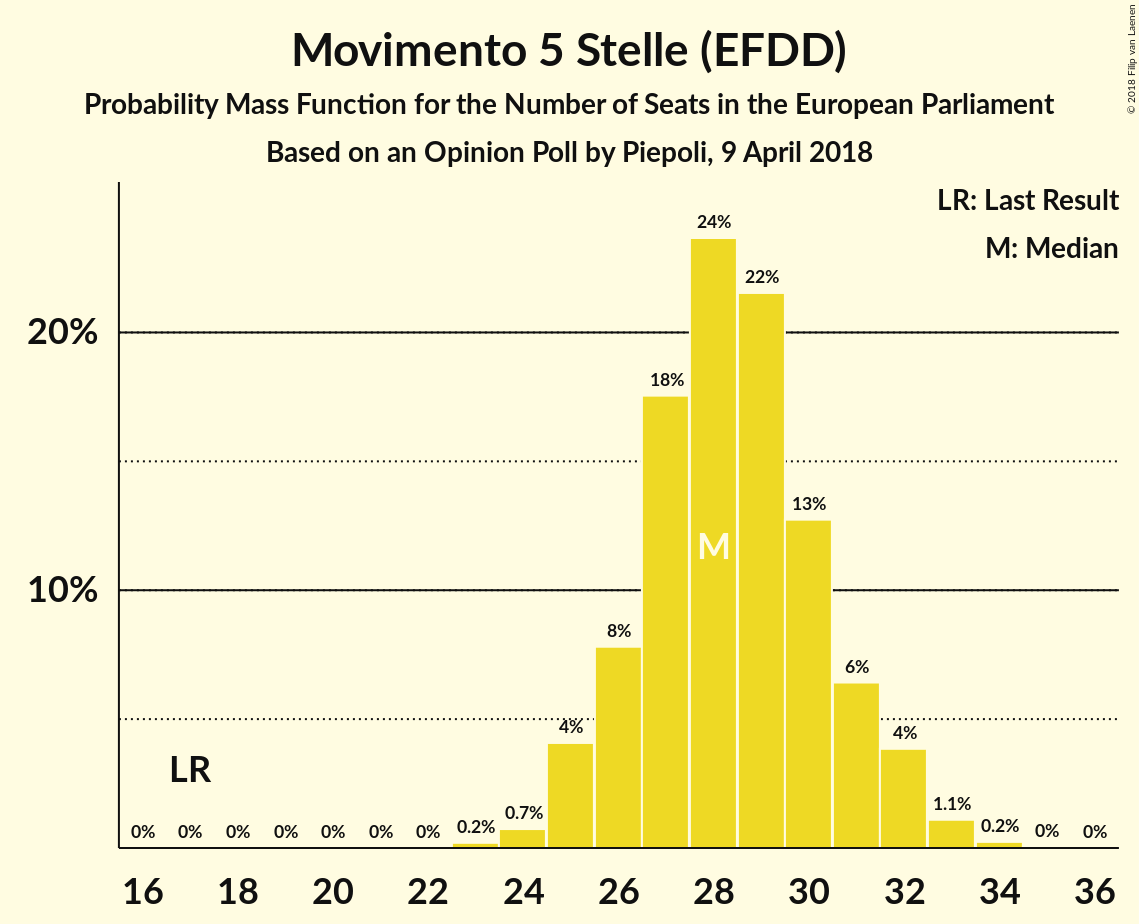 Movimento 5 Stelle (EFDD)
Probability Mass Function for the Number of Seats in the European Parliament
Based on an Opinion Poll by Piepoli, 9 April 2018
© 2018 Filip van Laenen
LR: Last Result
M: Median
20%
10%
0% 0% 0% 0% 0% 0% 0% 0.2% 0.7% 4% 8% 18% 24% 22% 13% 6% 4% 1.1% 0.2% 0% 0%
LR
M
16 18 20 22 24 26 28 30 32 34 36